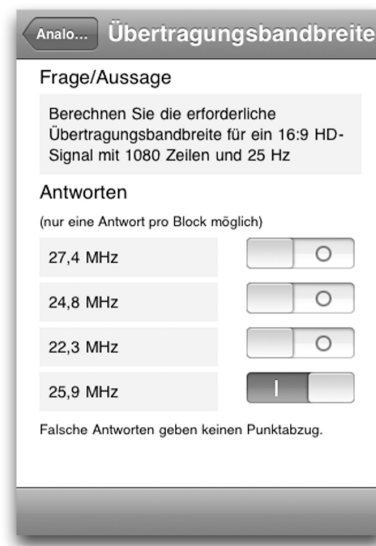 Analo...
Übertragungsbandbreite
Frage/Aussage
Berechnen Sie die erforderliche
Übertragungsbandbreite für ein 16:9 HD-
Signal mit 1080 Zeilen und 25 Hz
Antworten
(nur eine Antwort pro Block möglich)
27,4 MHz
24,8 MHz
22,3 MHz
25,9 MHz
Falsche Antworten geben keinen Punktabzug.